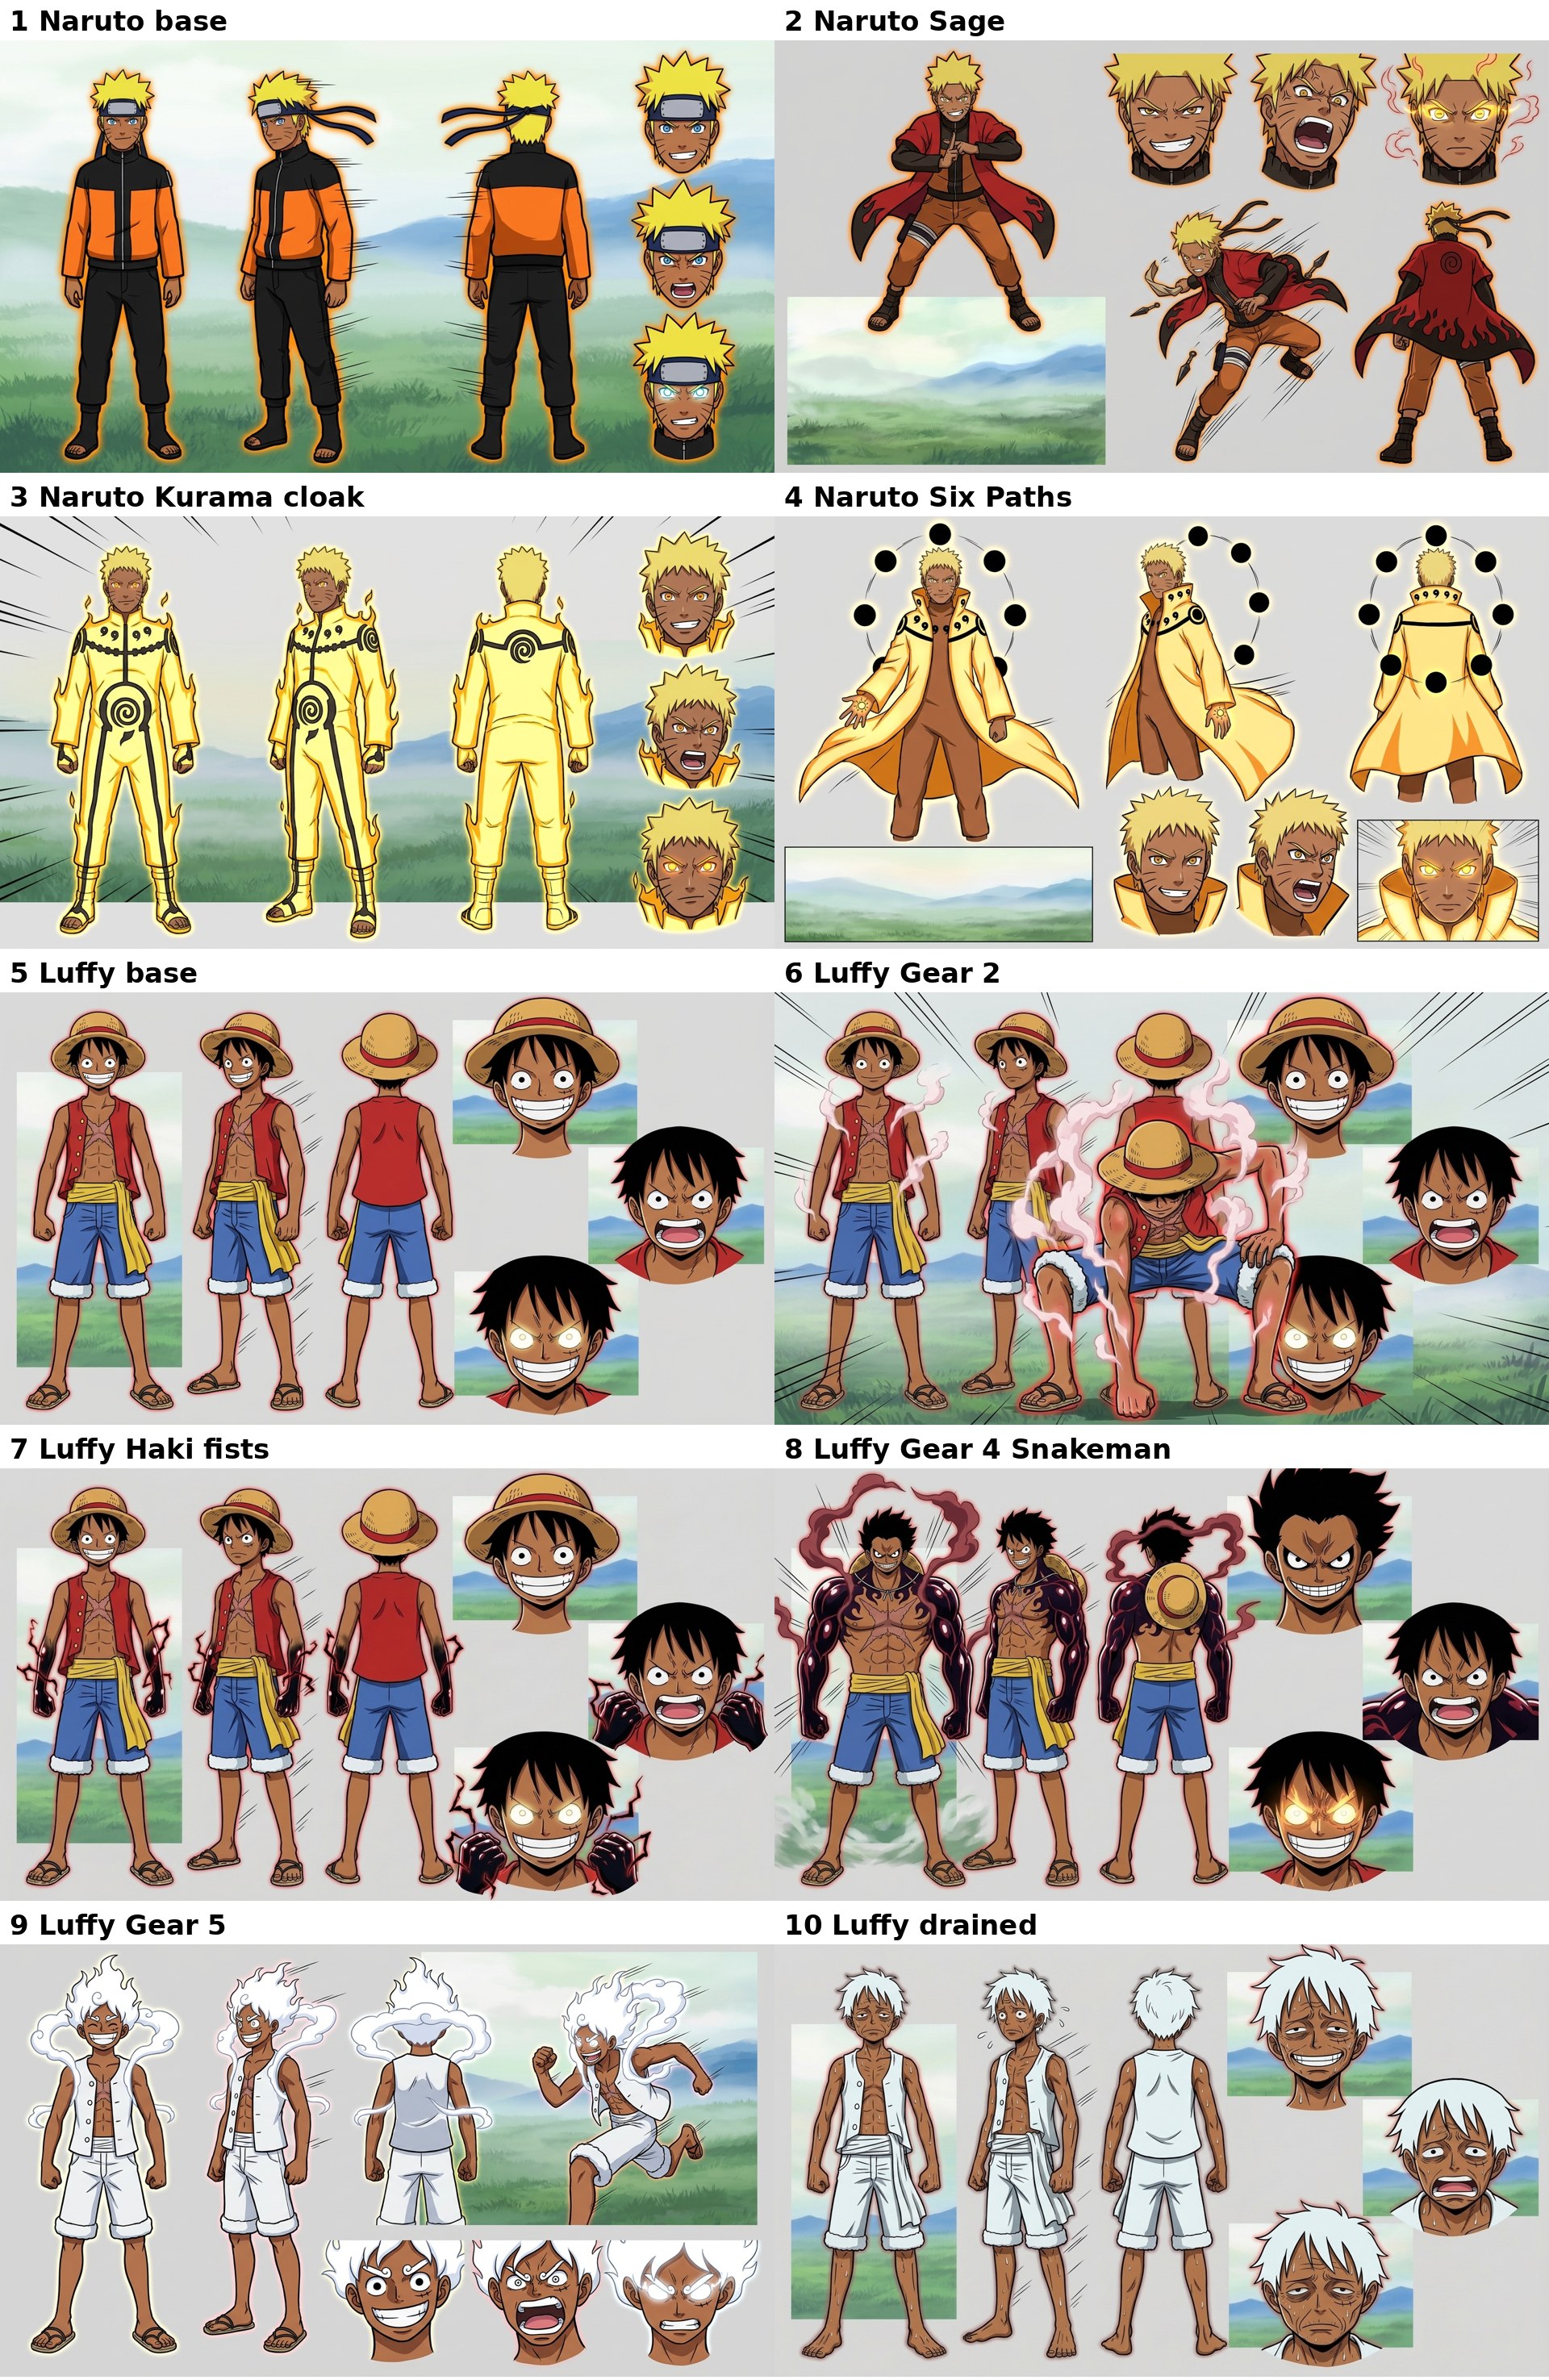 1 Naruto base
2 Naruto Sage
3 Naruto Kurama cloak
4 Naruto Six Paths
5 Luffy base
6 Luffy Gear 2
7 Luffy Haki fists
8 Luffy Gear 4 Snakeman
9 Luffy Gear 5
10 Luffy drained